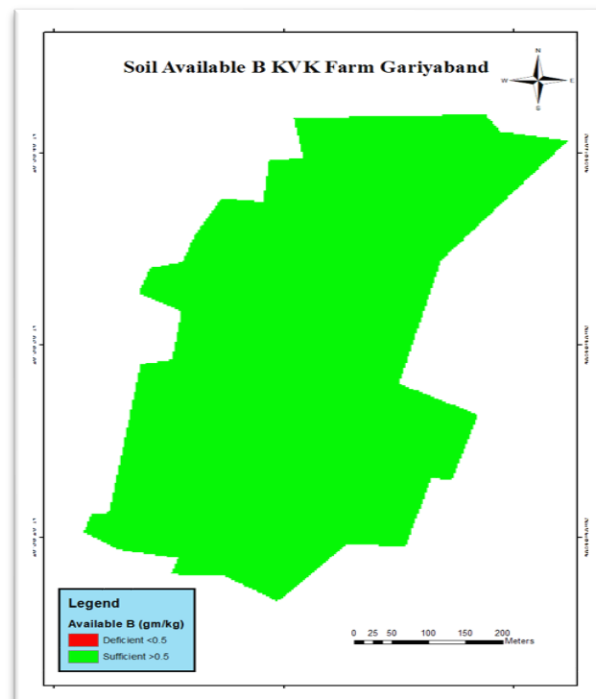 Soil Available B KVK Farm Gariyaband
N
W E
S
Legend
Available B (gm/kg)
Deficient <0.5
Sufficient >0.5
0 25 50 100 150 200
Meters